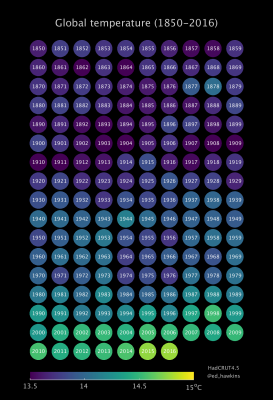 Global temperature (1850-2016)
1850 1851 1852 1853 1854 1855 1856 1857 1858 1859
1860 1861 1862 1863 1864 1865 1866 1867 1868 1869
1870 1871 1872 1873 1874 1875 1876 1877 1878 1879
1880 1881 1882 1883 1884 1885 1886 1887 1888 1889
1890 1891 1892 1893 1894 1895 1896 1897 1898 1899
1900 1901 1902 1903 1904 1905 1906 1907 1908 1909
1910 1911 1912 1913 1914 1915 1916 1917 1918 1919
1920 1921 1922 1923 1924 1925 1926 1927 1928 1929
1930 1931 1932 1933 1934 1935 1936 1937 1938 1939
1940 1941 1942 1943 1944 1945 1946 1947 1948 1949
1950 1951 1952 1953 1954 1955 1956 1957 1958 1959
1960 1961 1962 1963 1964 1965 1966 1967 1968 1969
1970 1971 1972 1973 1974 1975 1976 1977 1978 1979
1980 1981 1982 1983 1984 1985 1986 1987 1988 1989
1990 1991 1992 1993 1994 1995 1996 1997 1998 1999
2000 2001 2002 2003 2004 2005 2006 2007 2008 2009
2010 2011 2012 2013 2014 2015 2016
HadCRUT4.5
@ed_hawkins
13.5 14 14.5 15°C